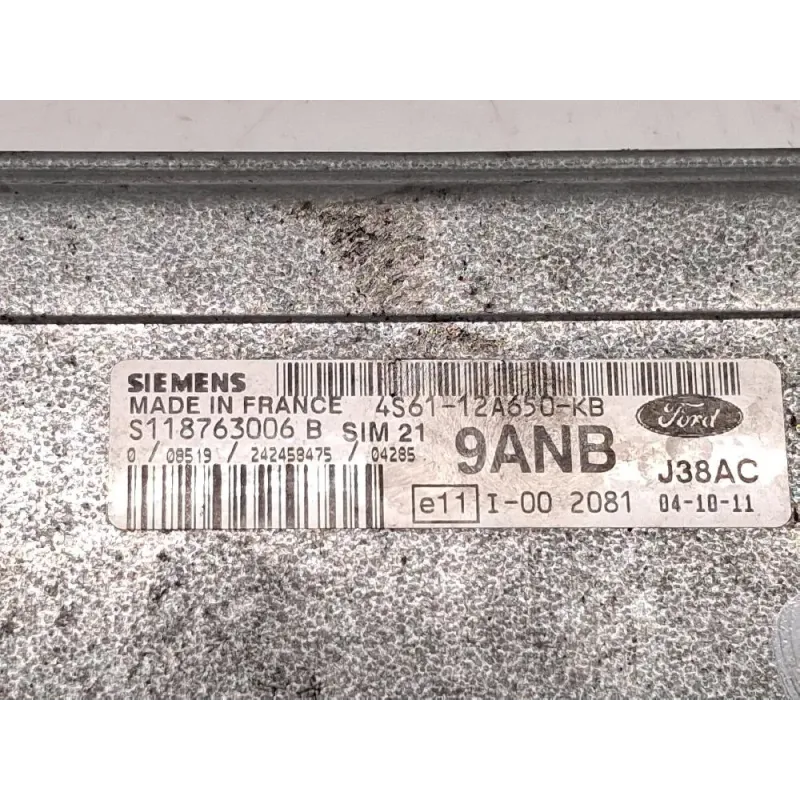 SIEMENS
MADE IN FRANCE 4S61-12A650-KB
S118763006 B SIM 21
0 / 08519 / 242458475 / 04285
9ANB
Ford
J38AC
e11 I-00 2081 04-10-11